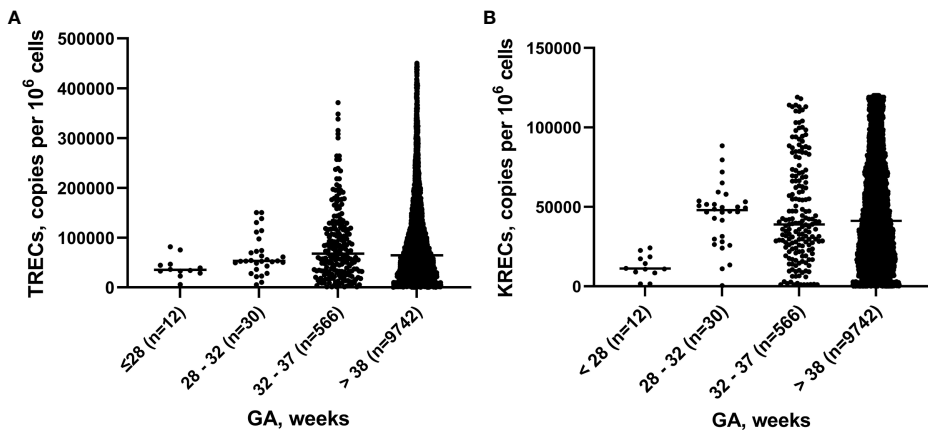 A
TRECs, copies per 10⁶ cells
500000
400000
300000
200000
100000
0
≤28 (n=12)
28 - 32 (n=30)
32 - 37 (n=566)
> 38 (n=9742)
GA, weeks
B
KRECs, copies per 10⁶ cells
150000
100000
50000
0
< 28 (n=12)
28 - 32 (n=30)
32 - 37 (n=566)
> 38 (n=9742)
GA, weeks